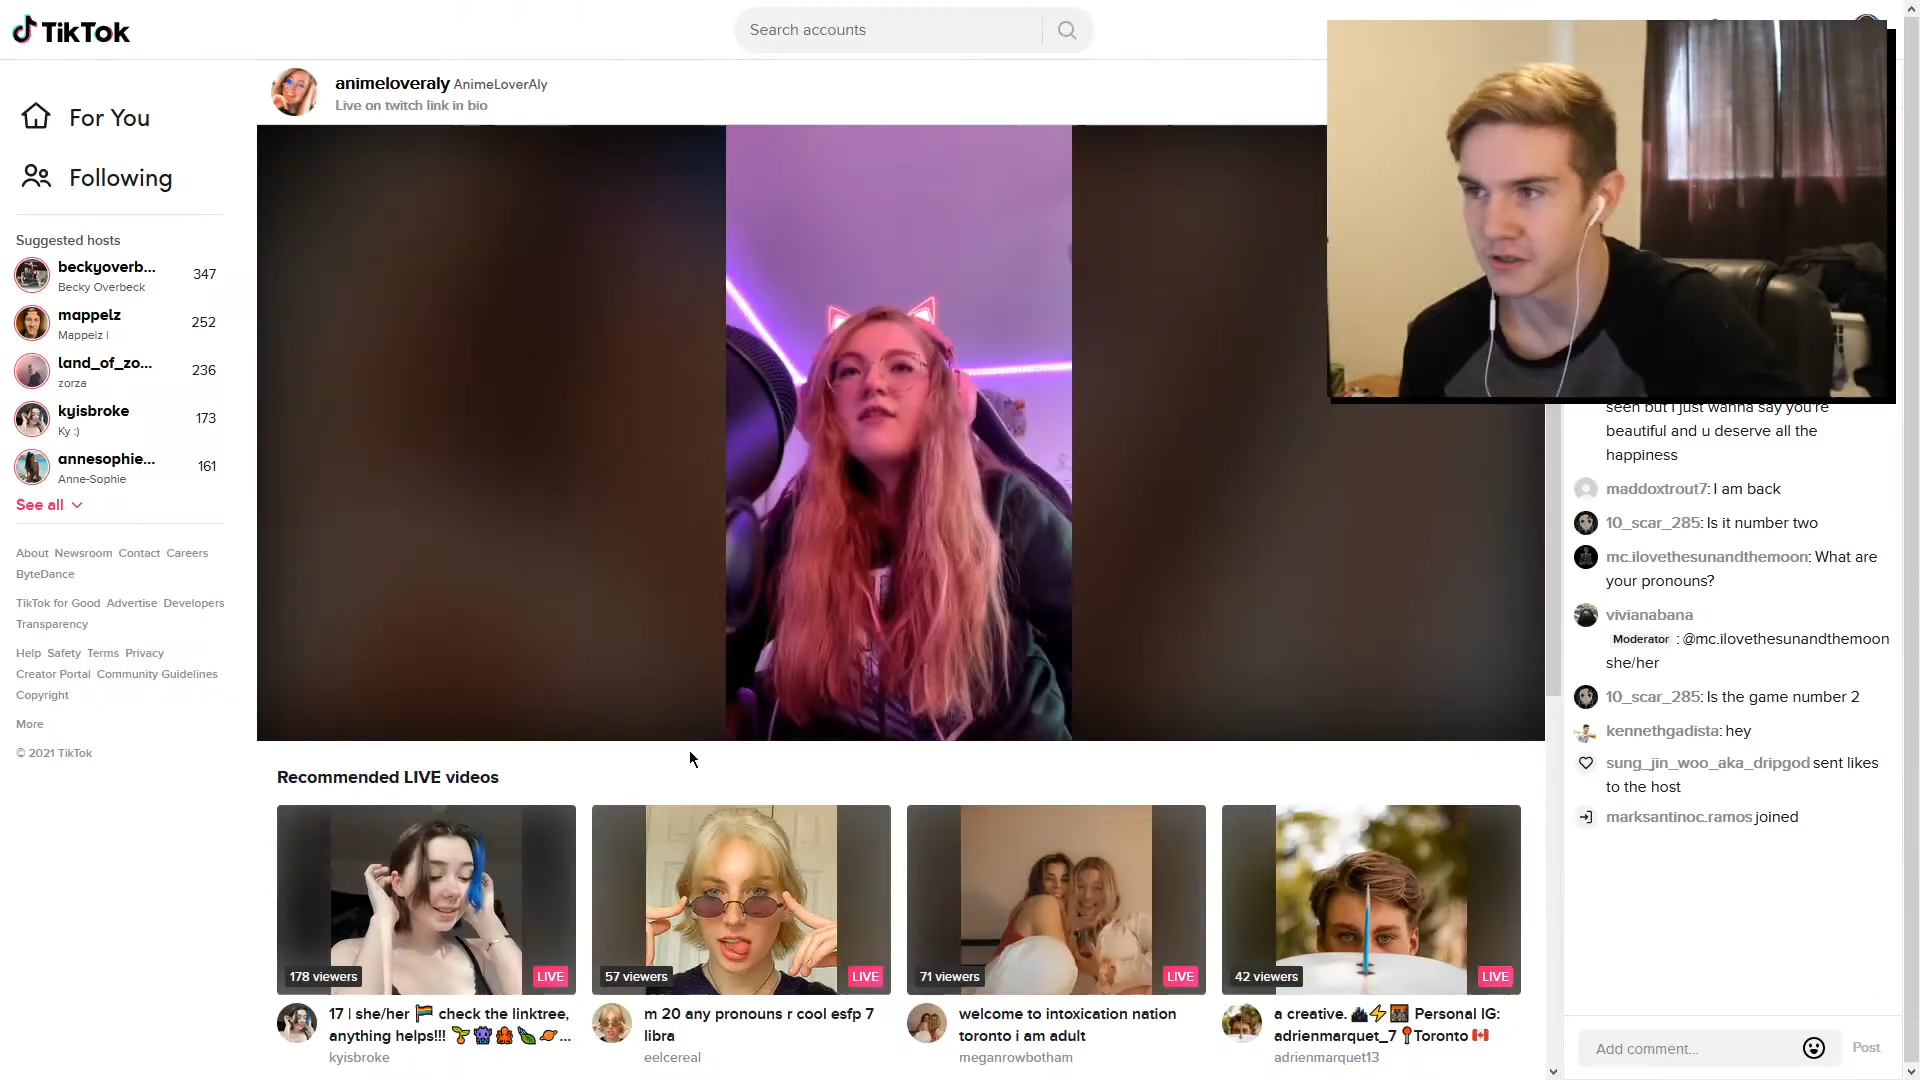 TikTok
Search accounts
animeloveraly AnimeLoverAly
Live on twitch link in bio
For You
Following
Suggested hosts
beckyoverb... 347
Becky Overbeck
mappelz 252
Mappelz |
land_of_zo... 236
zorza
kyisbroke 173
Ky :)
annesophie... 161
Anne-Sophie
See all
About Newsroom Contact Careers
ByteDance
TikTok for Good Advertise Developers
Transparency
Help Safety Terms Privacy
Creator Portal Community Guidelines
Copyright
More
© 2021 TikTok
Recommended LIVE videos
178 viewers LIVE
17 | she/her 🏳️‍🌈 check the linktree,
anything helps!!!
kyisbroke
57 viewers LIVE
m 20 any pronouns r cool esfp 7
libra
eelcereal
71 viewers LIVE
welcome to intoxication nation
toronto i am adult
meganrowbotham
42 viewers LIVE
a creative. Personal IG:
adrienmarquet_7 📍Toronto 🇨🇦
adrienmarquet13
seen but I just wanna say you're
beautiful and u deserve all the
happiness
maddoxtrout7: I am back
10_scar_285: Is it number two
mc.ilovethesunandthemoon: What are
your pronouns?
vivianabana
Moderator : @mc.ilovethesunandthemoon
she/her
10_scar_285: Is the game number 2
kennethgadista: hey
sung_jin_woo_aka_dripgod sent likes
to the host
marksantinoc.ramos joined
Add comment...
Post